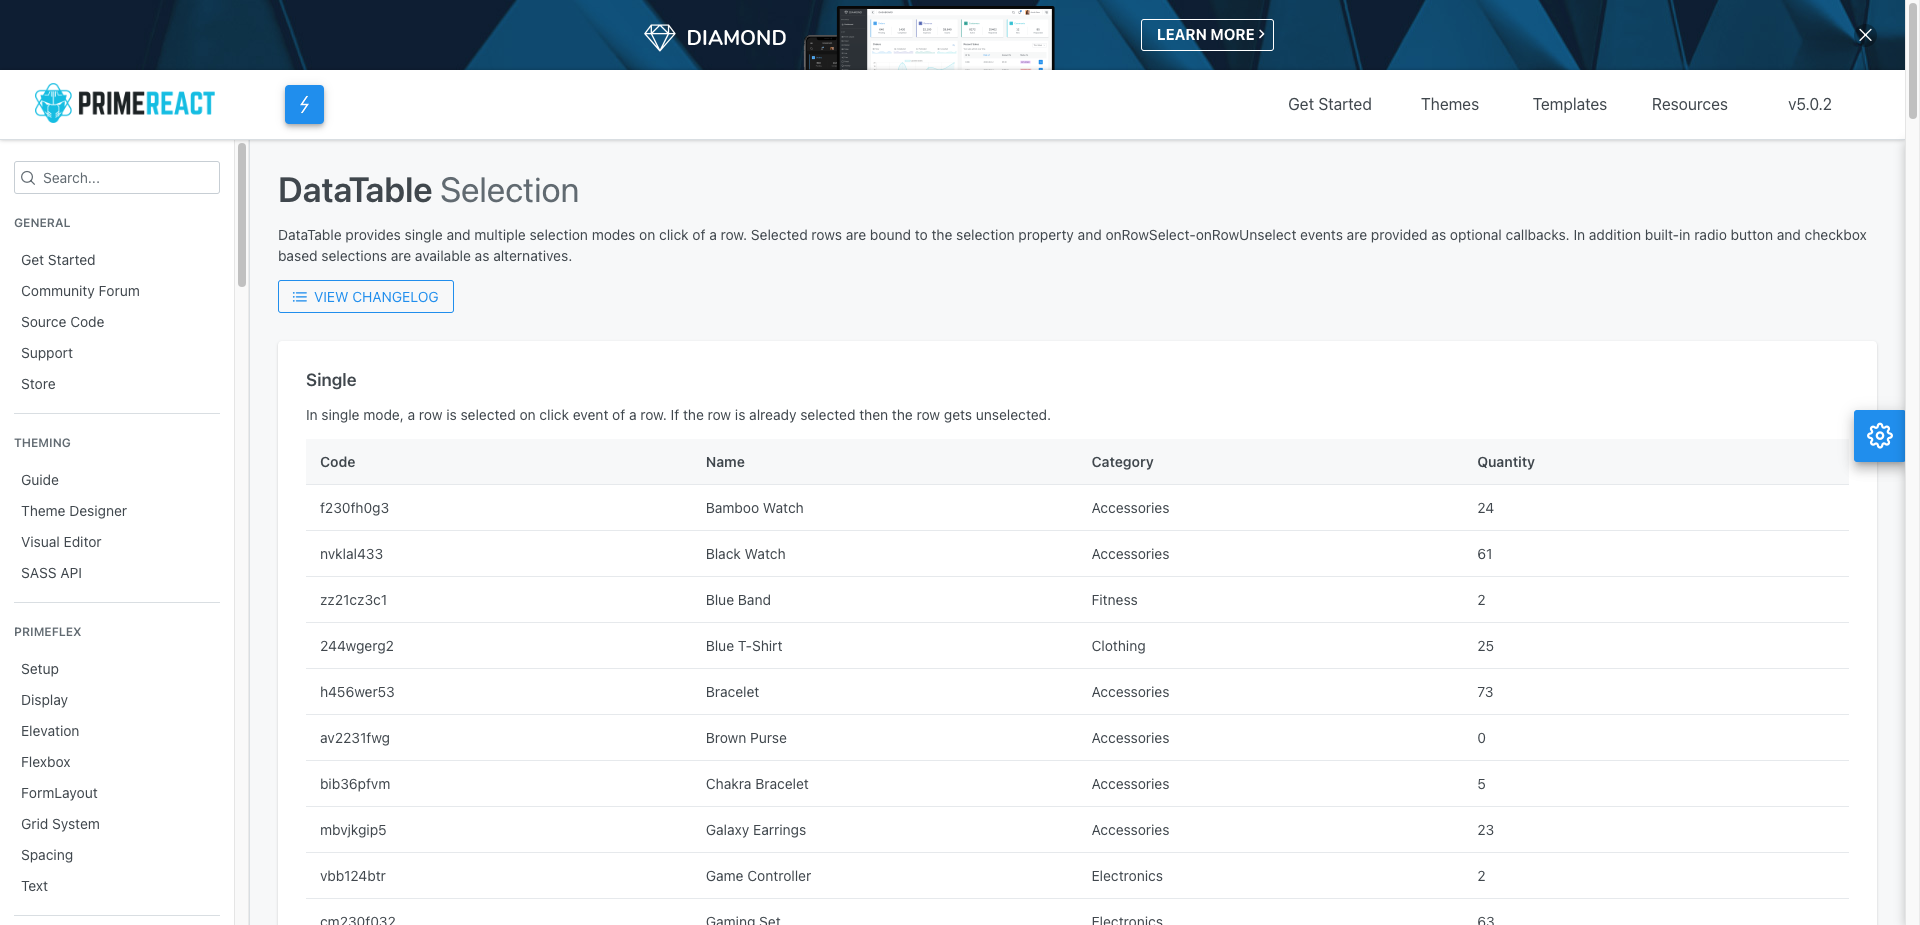 DIAMOND
LEARN MORE
PRIMEREACT
Get Started
Themes
Templates
Resources
v5.0.2
Search...
GENERAL
Get Started
Community Forum
Source Code
Support
Store
THEMING
Guide
Theme Designer
Visual Editor
SASS API
PRIMEFLEX
Setup
Display
Elevation
Flexbox
FormLayout
Grid System
Spacing
Text
DataTable Selection
DataTable provides single and multiple selection modes on click of a row. Selected rows are bound to the selection property and onRowSelect-onRowUnselect events are provided as optional callbacks. In addition built-in radio button and checkbox
based selections are available as alternatives.
VIEW CHANGELOG
Single
In single mode, a row is selected on click event of a row. If the row is already selected then the row gets unselected.
Code Name Category Quantity
f230fh0g3 Bamboo Watch Accessories 24
nvklal433 Black Watch Accessories 61
zz21cz3c1 Blue Band Fitness 2
244wgerg2 Blue T-Shirt Clothing 25
h456wer53 Bracelet Accessories 73
av2231fwg Brown Purse Accessories 0
bib36pfvm Chakra Bracelet Accessories 5
mbvjkgip5 Galaxy Earrings Accessories 23
vbb124btr Game Controller Electronics 2
cm230f032 Gaming Set Electronics 63